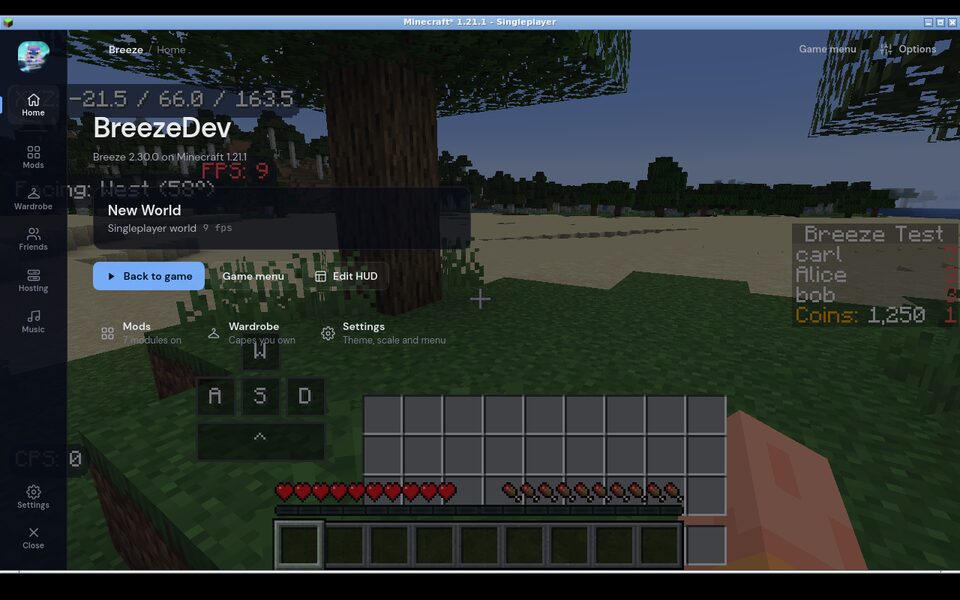 Minecraft* 1.21.1 - Singleplayer
Breeze / Home
Game menu
Options
-21.5 / 66.0 / 163.5
Home
BreezeDev
Breeze 2.30.0 on Minecraft 1.21.1
FPS: 9
Mods
Facing: West (58°)
Wardrobe
New World
Singleplayer world 9 fps
Friends
Breeze Test
carl
Alice
bob
Coins: 1,250
Back to game
Game menu
Edit HUD
Hosting
Music
Mods
7 modules on
Wardrobe
Capes you own
Settings
Theme, scale and menu
W
A S D
^
CPS: 0
Settings
Close